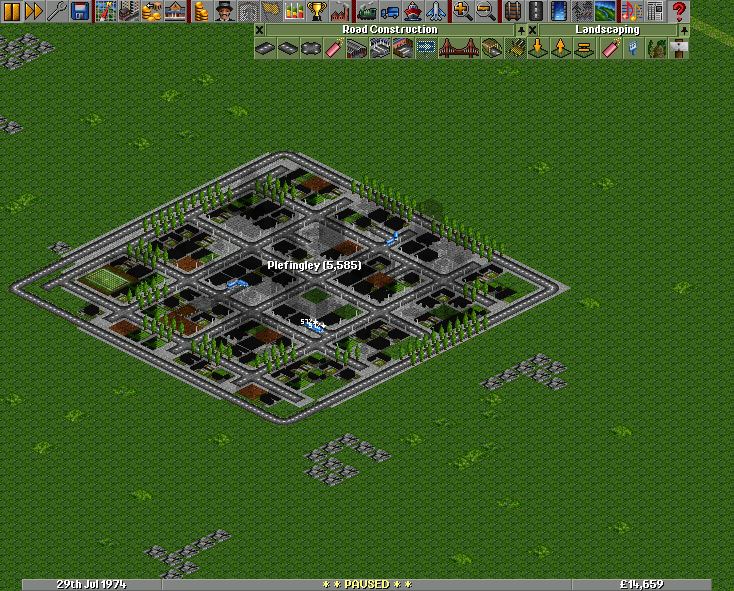 Road Construction
Landscaping
Plefingley (5,585)
29th Jul 1974
* * PAUSED * *
£14,659